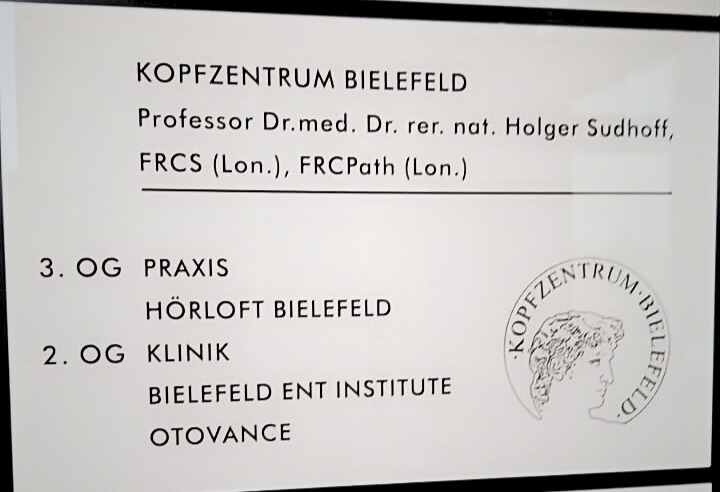 KOPFZENTRUM BIELEFELD
Professor Dr.med. Dr. rer. nat. Holger Sudhoff,
FRCS (Lon.), FRCPath (Lon.)
3. OG PRAXIS
HÖRLOFT BIELEFELD
2. OG KLINIK
BIELEFELD ENT INSTITUTE
OTOVANCE
·KOPFZENTRUM·BIELEFELD·